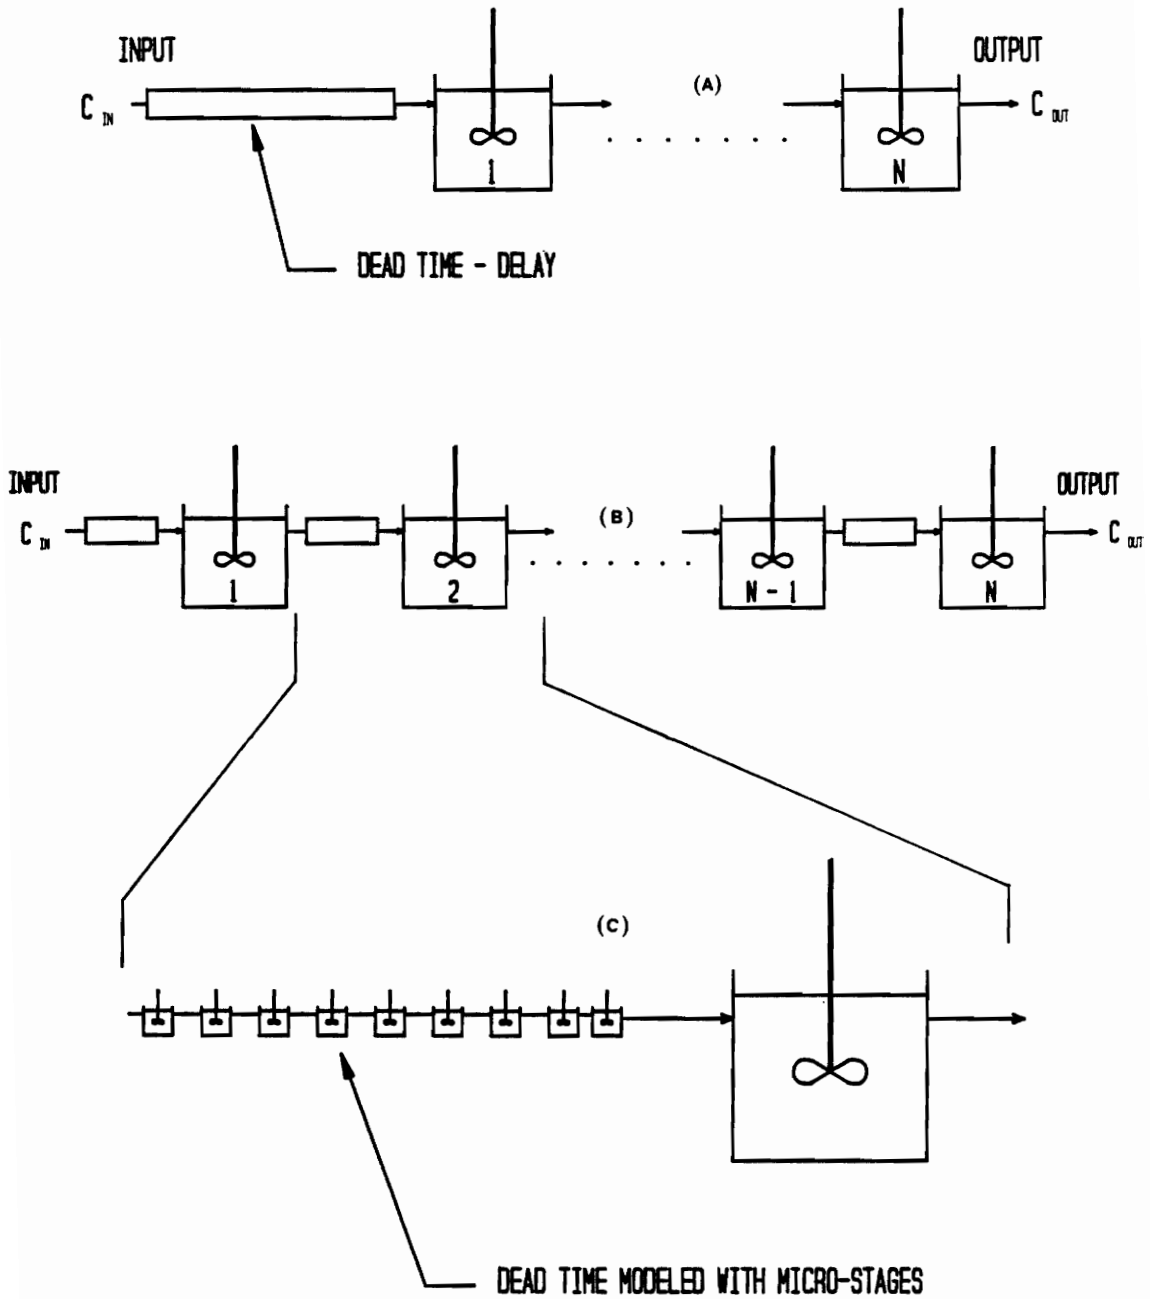 INPUT
OUTPUT
(A)
C IN
C OUT
1
N
DEAD TIME - DELAY
INPUT
OUTPUT
(B)
C IN
C OUT
1
2
N - 1
N
(C)
DEAD TIME MODELED WITH MICRO-STAGES